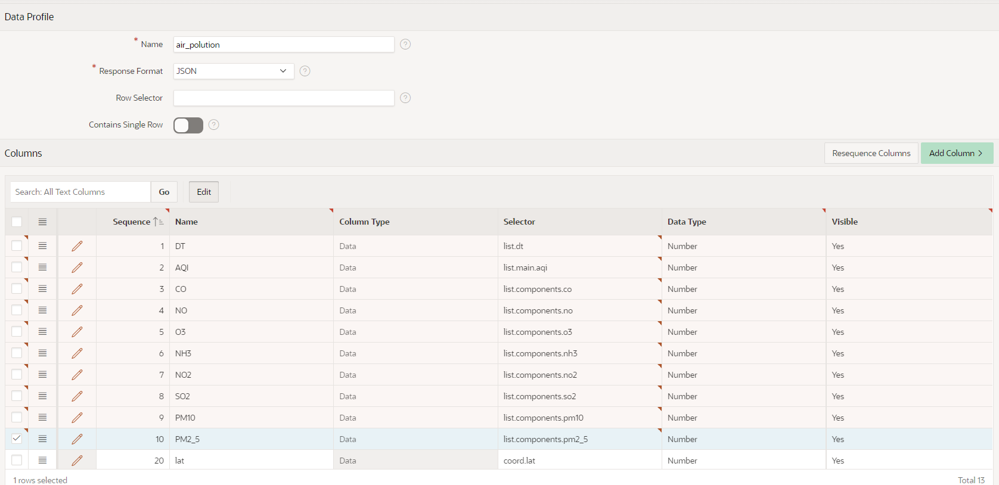 Data Profile
* Name air_polution ?
* Response Format JSON ?
Row Selector ?
Contains Single Row ?
Columns Resequence Columns Add Column >
Search: All Text Columns Go Edit
Sequence Name Column Type Selector Data Type Visible
1 DT Data list.dt Number Yes
2 AQI Data list.main.aqi Number Yes
3 CO Data list.components.co Number Yes
4 NO Data list.components.no Number Yes
5 O3 Data list.components.o3 Number Yes
6 NH3 Data list.components.nh3 Number Yes
7 NO2 Data list.components.no2 Number Yes
8 SO2 Data list.components.so2 Number Yes
9 PM10 Data list.components.pm10 Number Yes
10 PM2_5 Data list.components.pm2_5 Number Yes
20 lat Data coord.lat Number Yes
1 rows selected Total 13